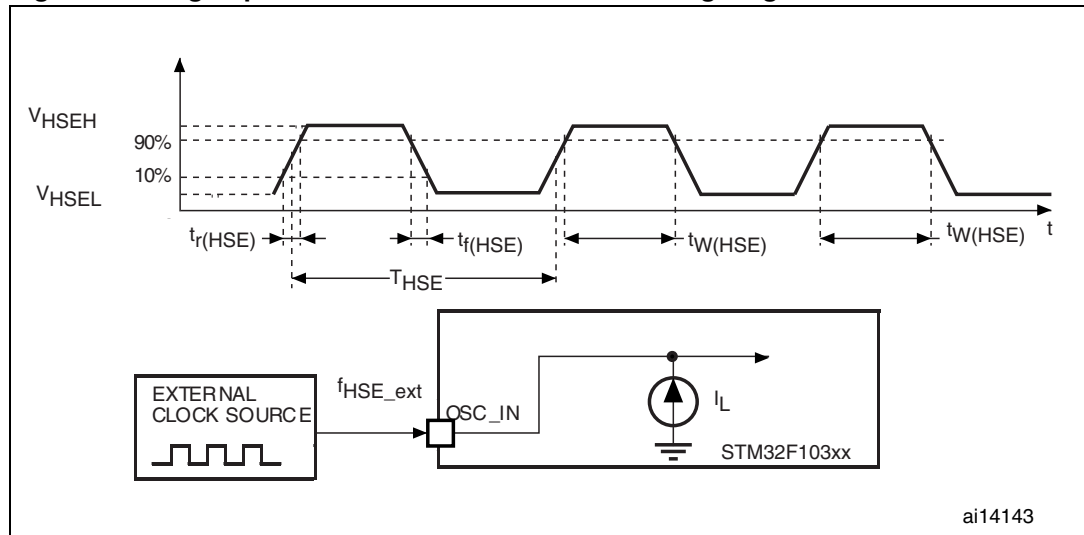 VHSEH
90%
10%
VHSEL
tr(HSE)
tf(HSE)
tW(HSE)
tW(HSE)
t
THSE
EXTERNAL
CLOCK SOURCE
fHSE_ext
OSC_IN
IL
STM32F103xx
ai14143